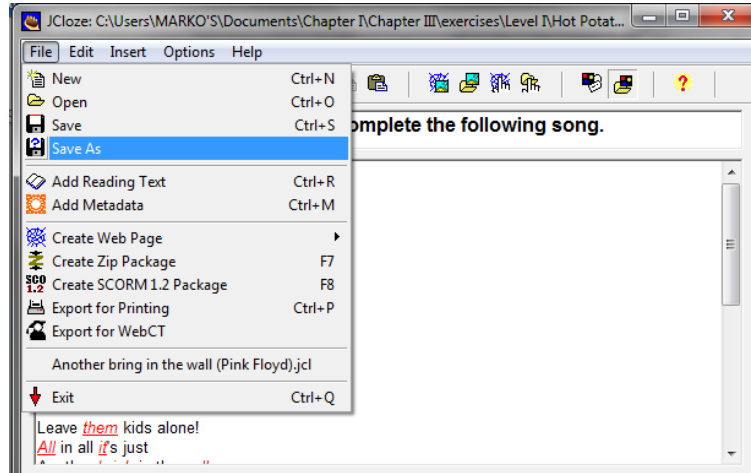 JCloze: C:\Users\MARKO'S\Documents\Chapter I\Chapter III\exercises\Level I\Hot Potat...
File Edit Insert Options Help
New Ctrl+N
Open Ctrl+O
Save Ctrl+S
Save As
omplete the following song.
Add Reading Text Ctrl+R
Add Metadata Ctrl+M
Create Web Page
Create Zip Package F7
SCO 1.2 Create SCORM 1.2 Package F8
Export for Printing Ctrl+P
Export for WebCT
Another bring in the wall (Pink Floyd).jcl
Exit Ctrl+Q
Leave them kids alone!
All in all it's just